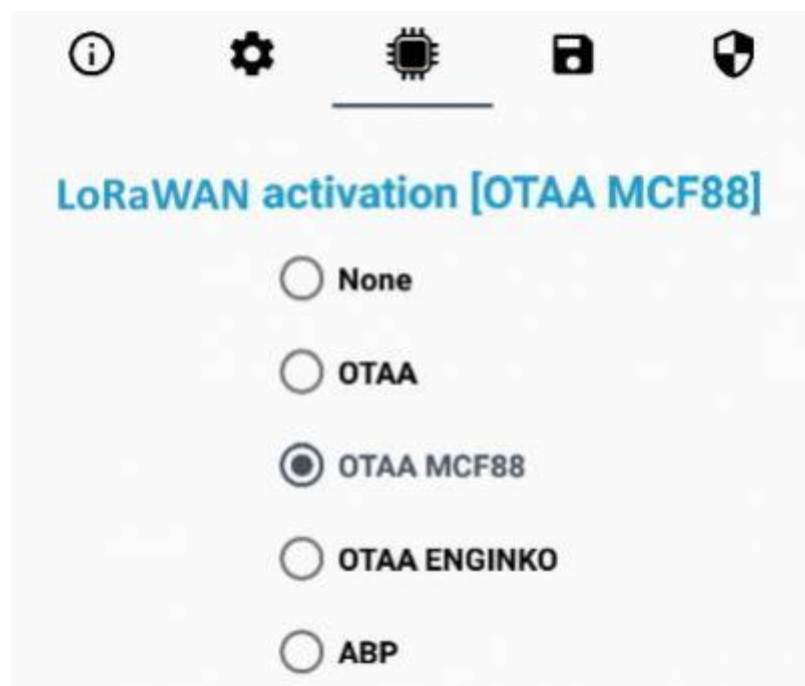 LoRaWAN activation [OTAA MCF88]
None
OTAA
OTAA MCF88
OTAA ENGINKO
ABP